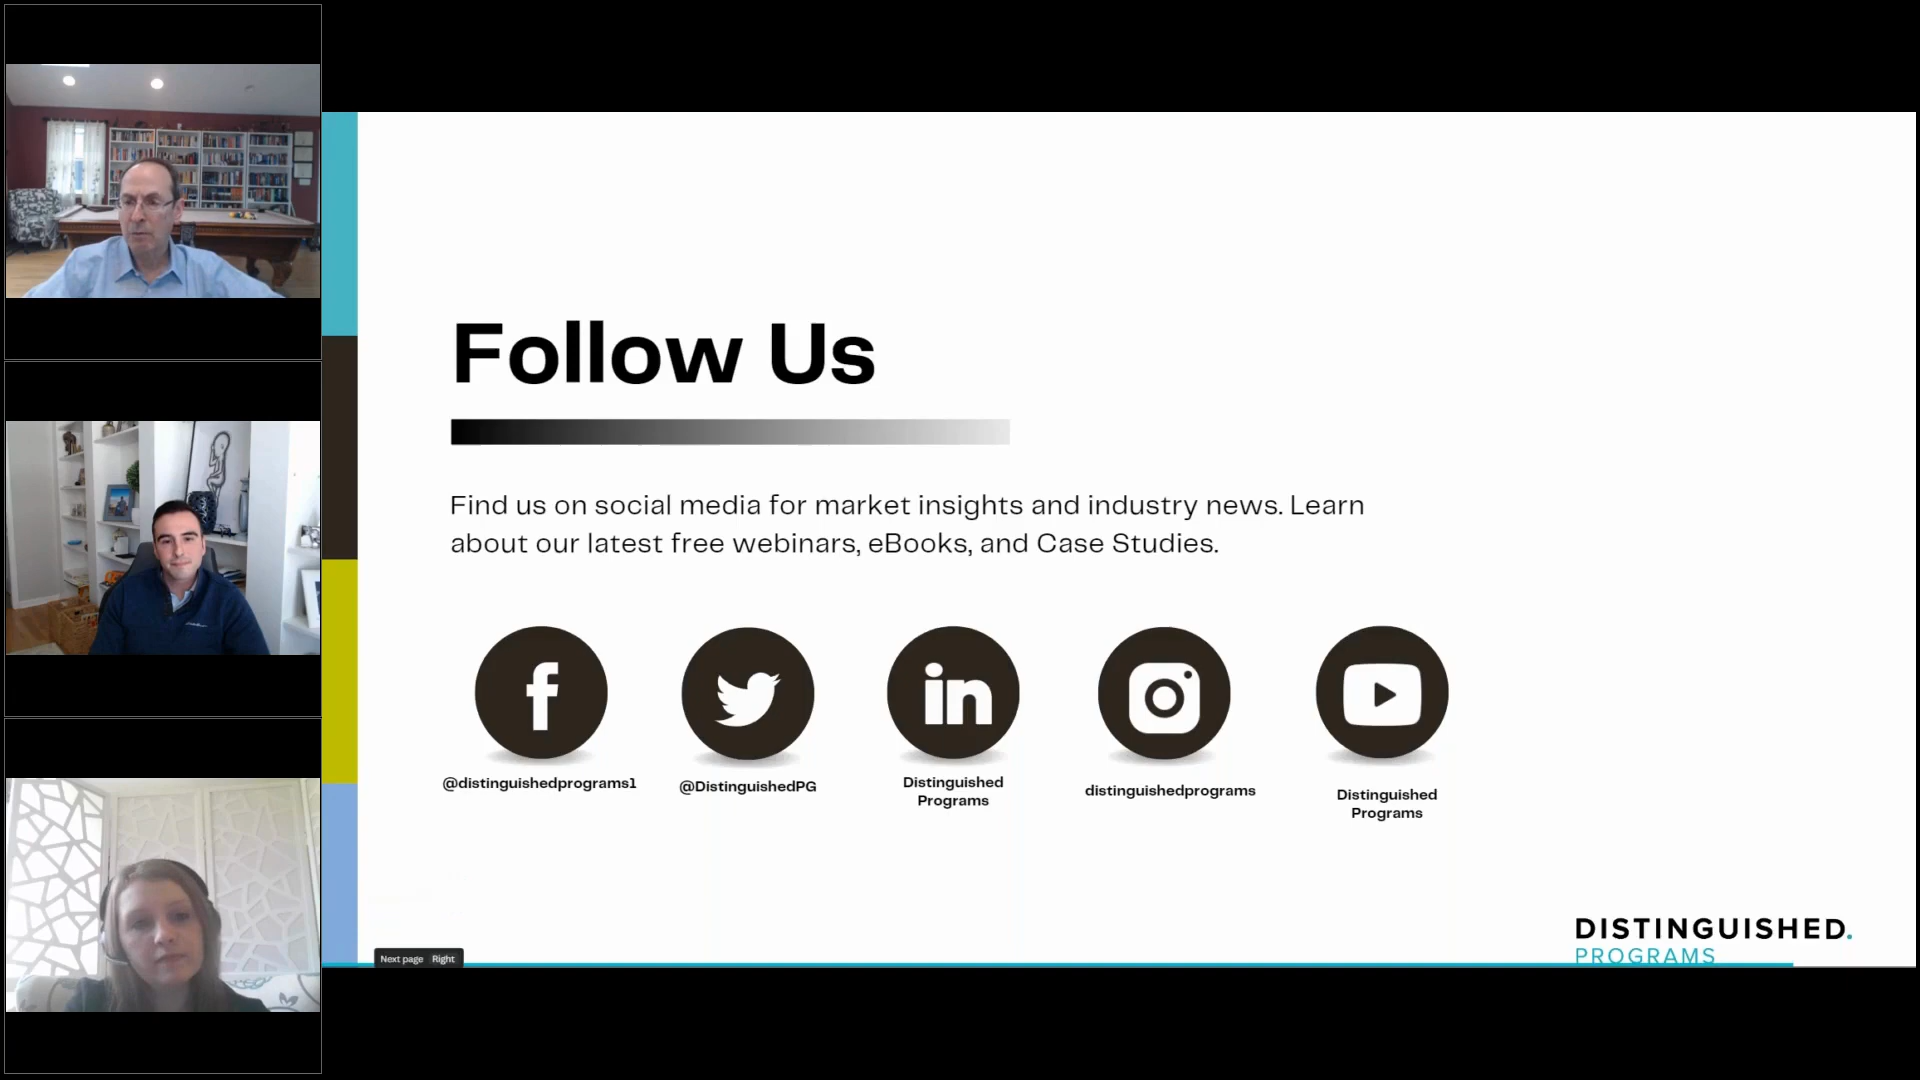 Follow Us
Find us on social media for market insights and industry news. Learn
about our latest free webinars, eBooks, and Case Studies.
@distinguishedprograms1
@DistinguishedPG
Distinguished
Programs
distinguishedprograms
Distinguished
Programs
Next page Right
DISTINGUISHED.
PROGRAMS